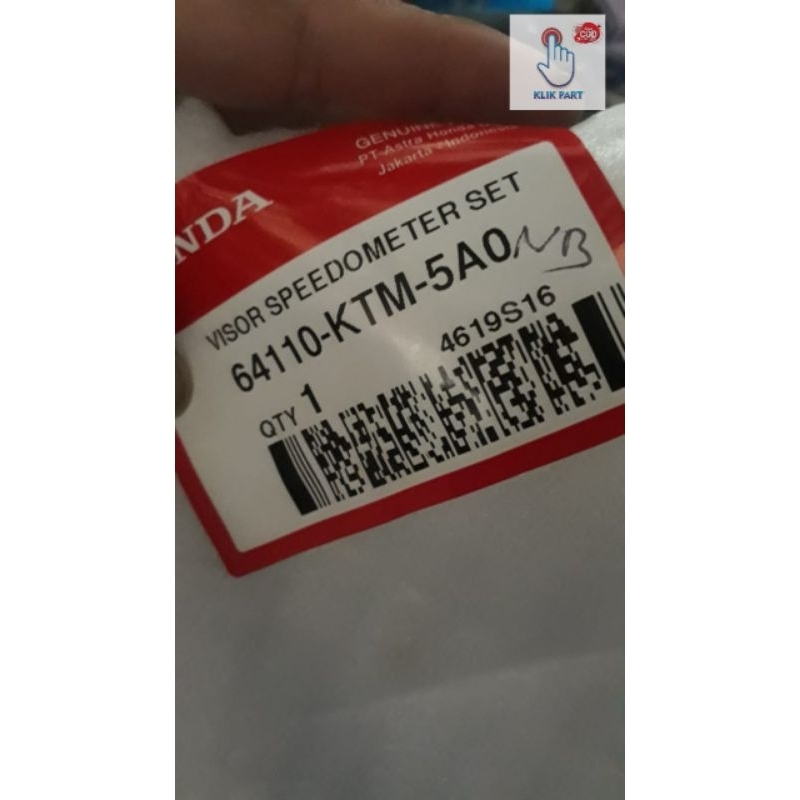 COD
KLIK PART
GENUINE
PT-Astra Honda
Jakarta - Indonesia
NDA
VISOR SPEEDOMETER SET
64110-KTM-5A0 NB
4619S16
QTY 1